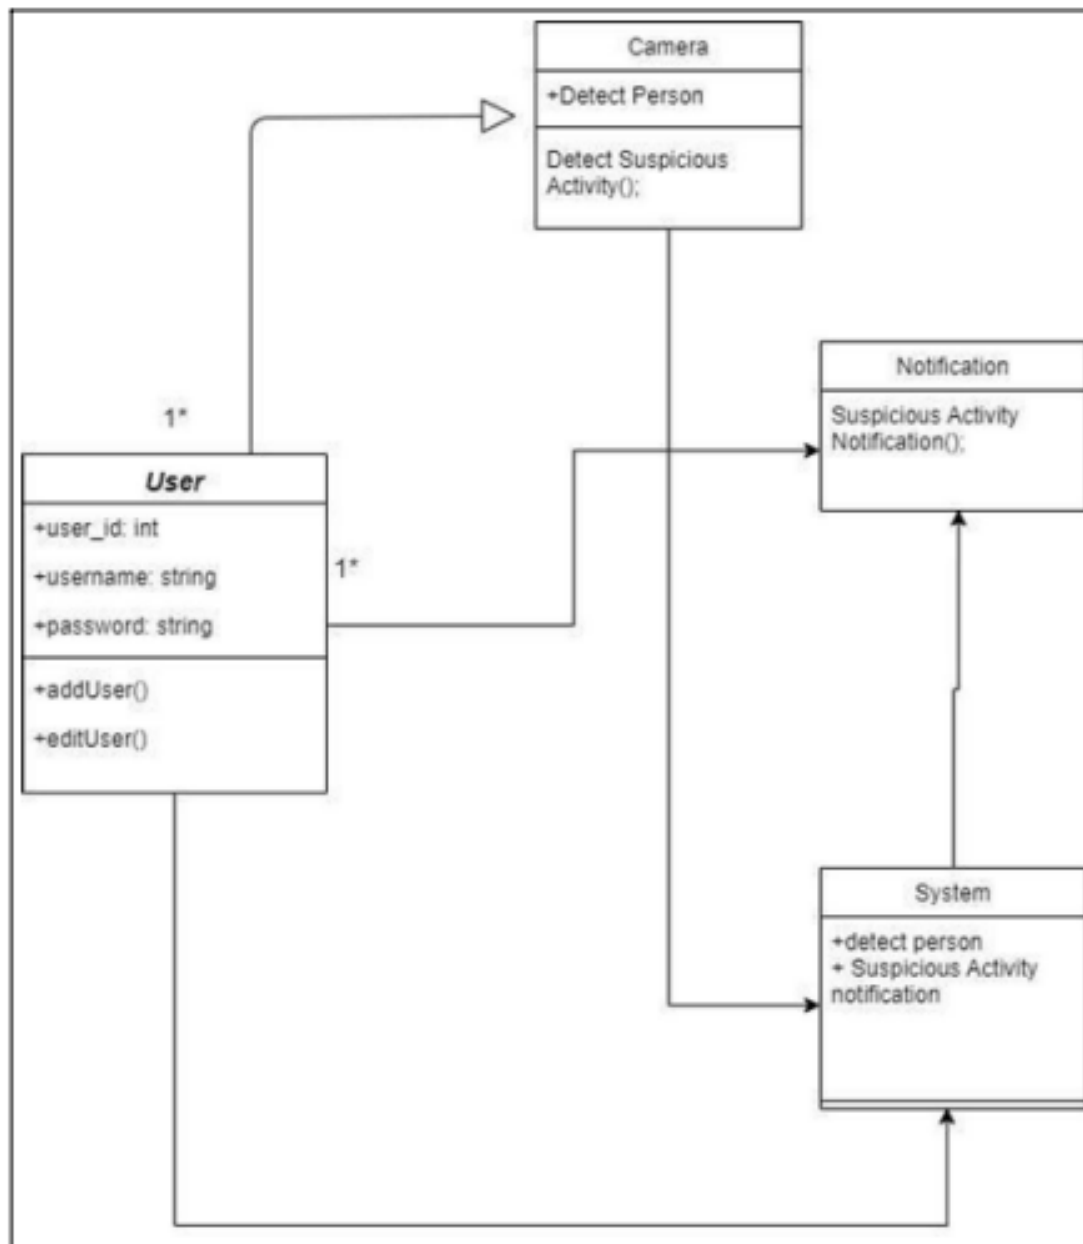 Camera
+Detect Person
Detect Suspicious
Activity();
Notification
Suspicious Activity
Notification();
1*
User
+user_id: int
+username: string
+password: string
+addUser()
+editUser()
1*
System
+detect person
+ Suspicious Activity
notification